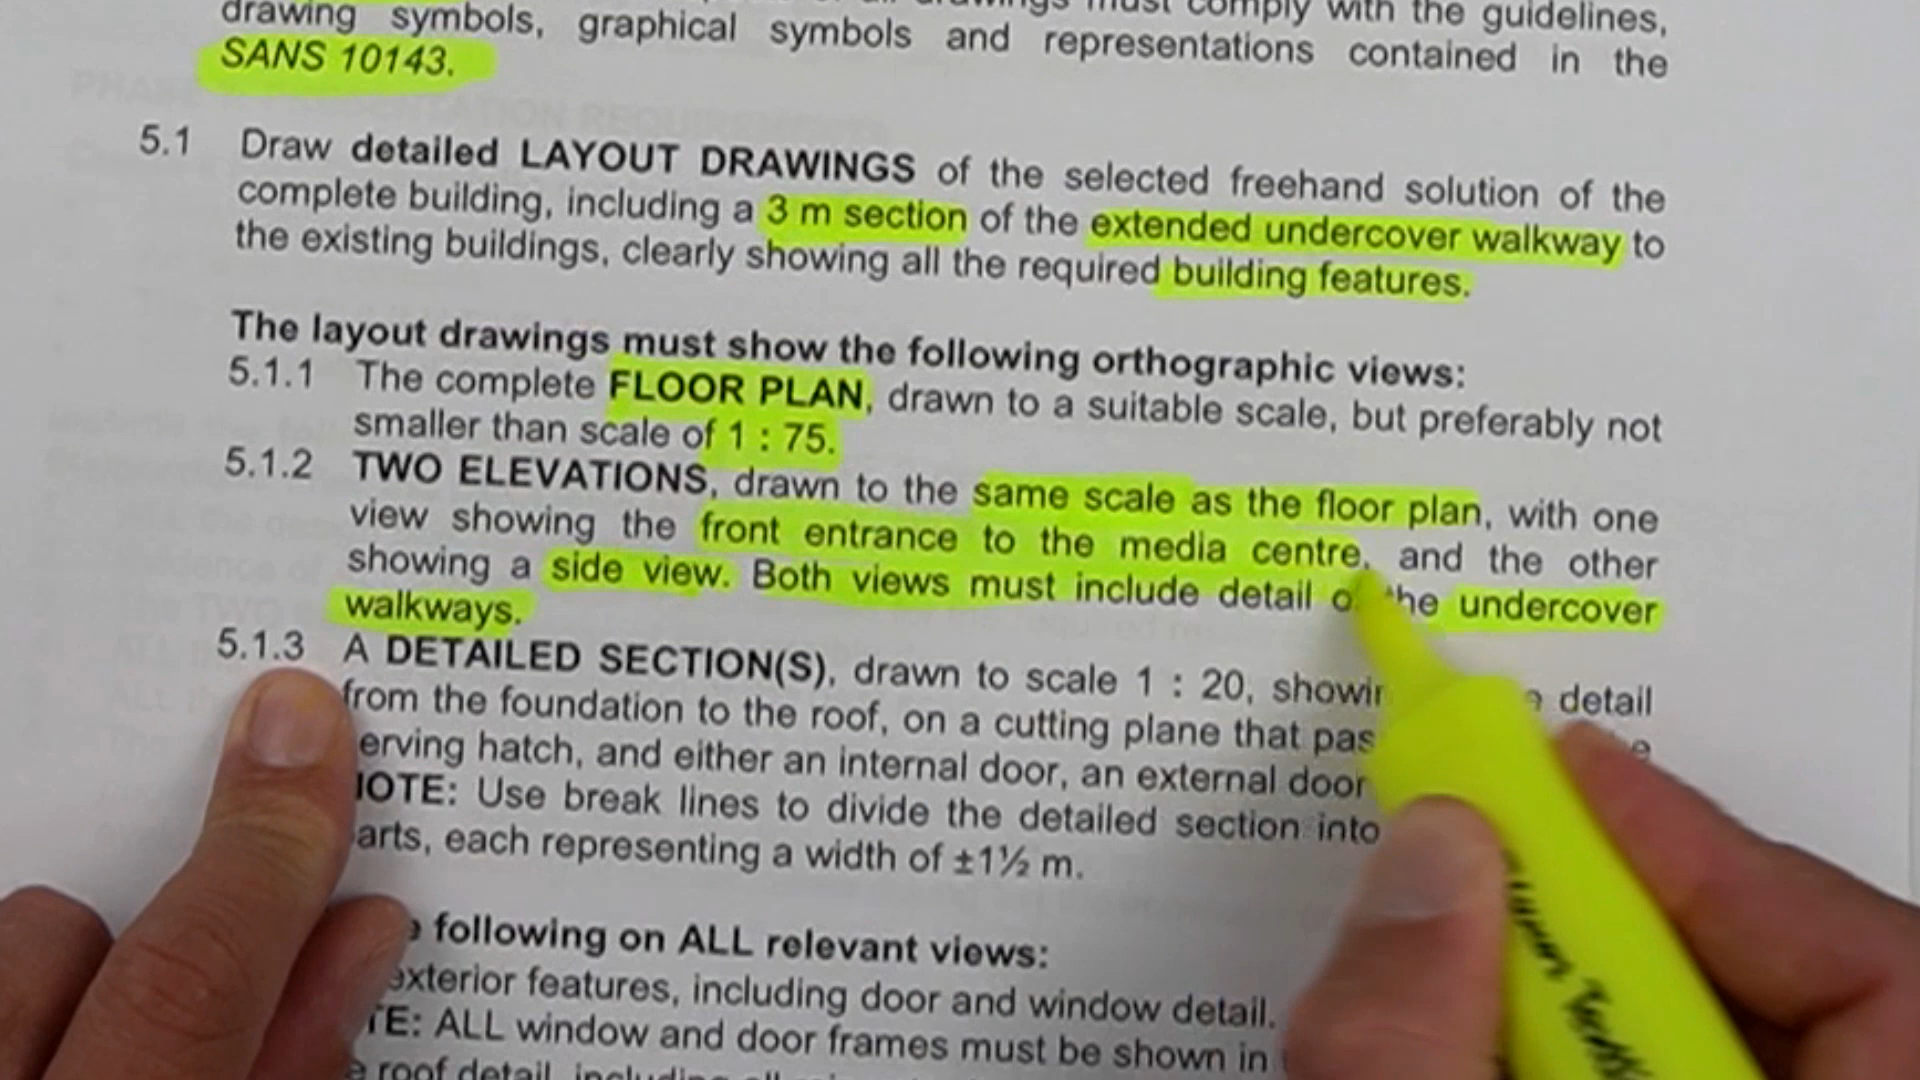 drawing symbols, graphical symbols and representations contained in the
must comply with the guidelines,
SANS 10143.
5.1 Draw detailed LAYOUT DRAWINGS of the selected freehand solution of the
complete building, including a 3 m section of the extended undercover walkway to
the existing buildings, clearly showing all the required building features.
The layout drawings must show the following orthographic views:
5.1.1 The complete FLOOR PLAN, drawn to a suitable scale, but preferably not
smaller than scale of 1 : 75.
5.1.2 TWO ELEVATIONS, drawn to the same scale as the floor plan, with one
view showing the front entrance to the media centre, and the other
showing a side view. Both views must include detail the undercover
walkways.
5.1.3 A DETAILED SECTION(S), drawn to scale 1 : 20, detail
from the foundation to the roof, on a cutting plane that
hatch, and either an internal door, an external door
Use break lines to divide the detailed section into
each representing a width of ±1½ m.
following on ALL relevant views:
exterior features, including door and window detail.
ALL window and door frames must be shown in
roof detail, including